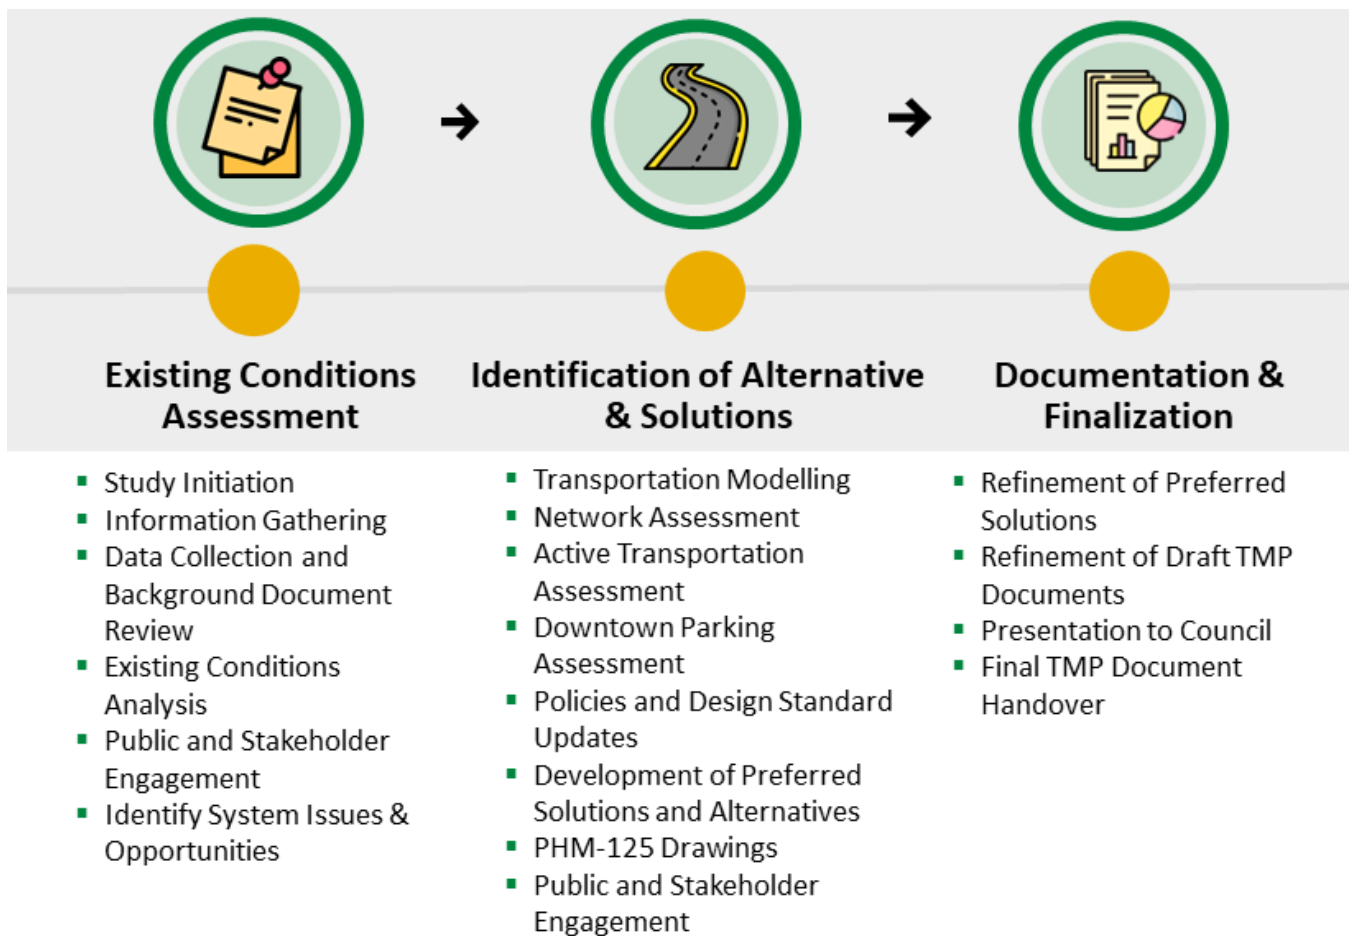 Existing Conditions
Assessment
Study Initiation
Information Gathering
Data Collection and
Background Document
Review
Existing Conditions
Analysis
Public and Stakeholder
Engagement
Identify System Issues &
Opportunities
Identification of Alternative
& Solutions
Transportation Modelling
Network Assessment
Active Transportation
Assessment
Downtown Parking
Assessment
Policies and Design Standard
Updates
Development of Preferred
Solutions and Alternatives
PHM-125 Drawings
Public and Stakeholder
Engagement
Documentation &
Finalization
Refinement of Preferred
Solutions
Refinement of Draft TMP
Documents
Presentation to Council
Final TMP Document
Handover